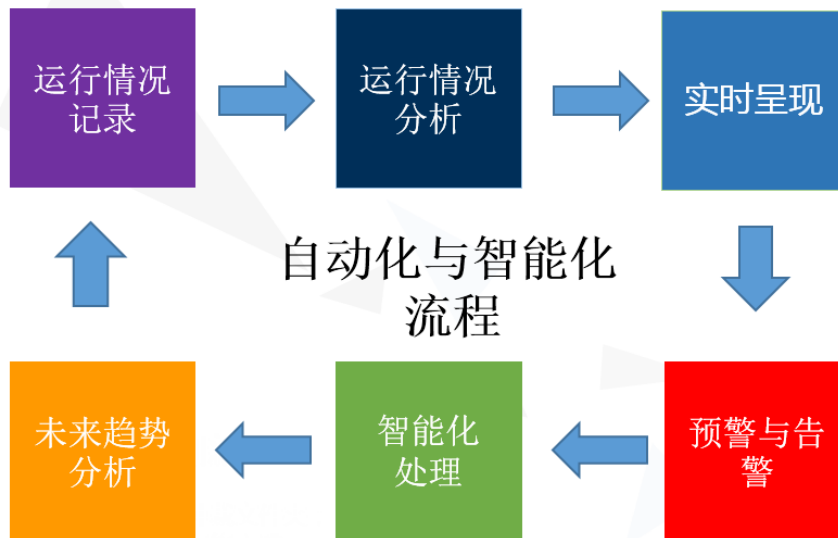 运行情况
记录
运行情况
分析
实时呈现
自动化与智能化
流程
未来趋势
分析
智能化
处理
预警与告
警